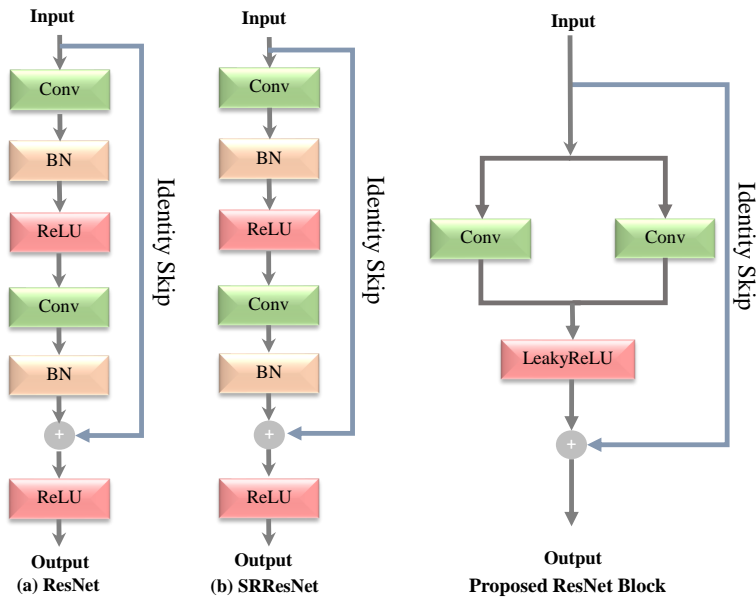 Input
Conv
BN
ReLU
Conv
BN
+
ReLU
Output
Identity Skip
(a) ResNet
Input
Conv
BN
ReLU
Conv
BN
+
ReLU
Output
Identity Skip
(b) SRResNet
Input
Conv
Conv
LeakyReLU
+
Output
Identity Skip
Proposed ResNet Block